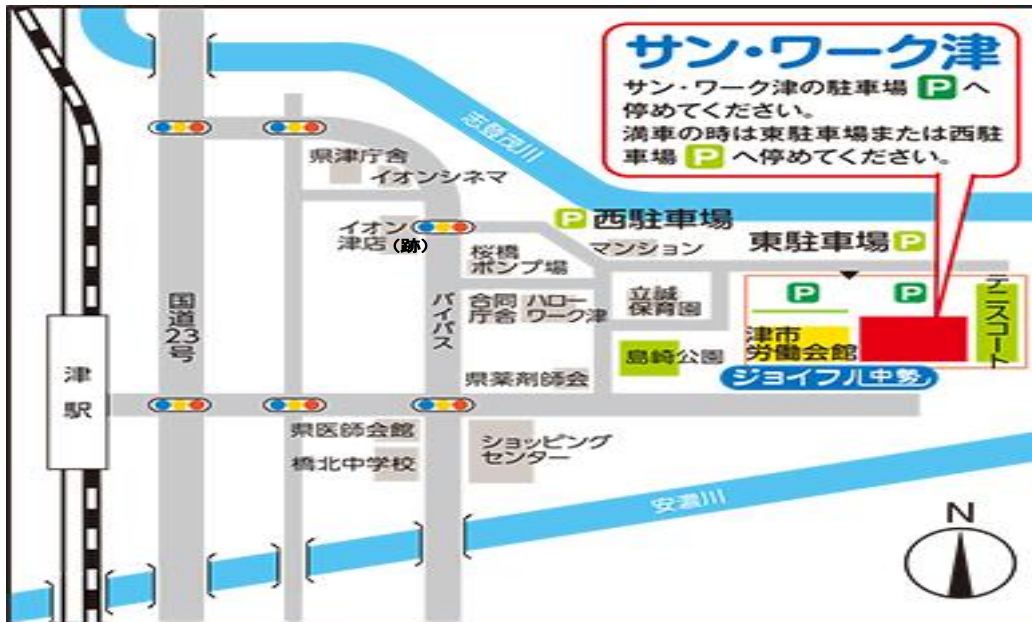 サン・ワーク津
サン・ワーク津の駐車場 P へ
停めてください。
満車の時は東駐車場または西駐
車場 P へ停めてください。
志登茂川
県津庁舎
イオンシネマ
イオン
津店(跡)
P 西駐車場
マンション
東駐車場 P
桜橋
ポンプ場
国道23号
バイパス
合同
庁舎
ハロー
ワーク津
立誠
保育園
P
P
テニスコート
津市
労働会館
島崎公園
ジョイフル中勢
県薬剤師会
津駅
県医師会館
橋北中学校
ショッピング
センター
安濃川
N